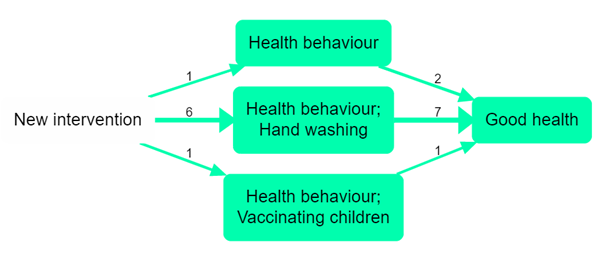 Health behaviour
1
2
New intervention
6
Health behaviour;
Hand washing
7
Good health
1
1
Health behaviour;
Vaccinating children